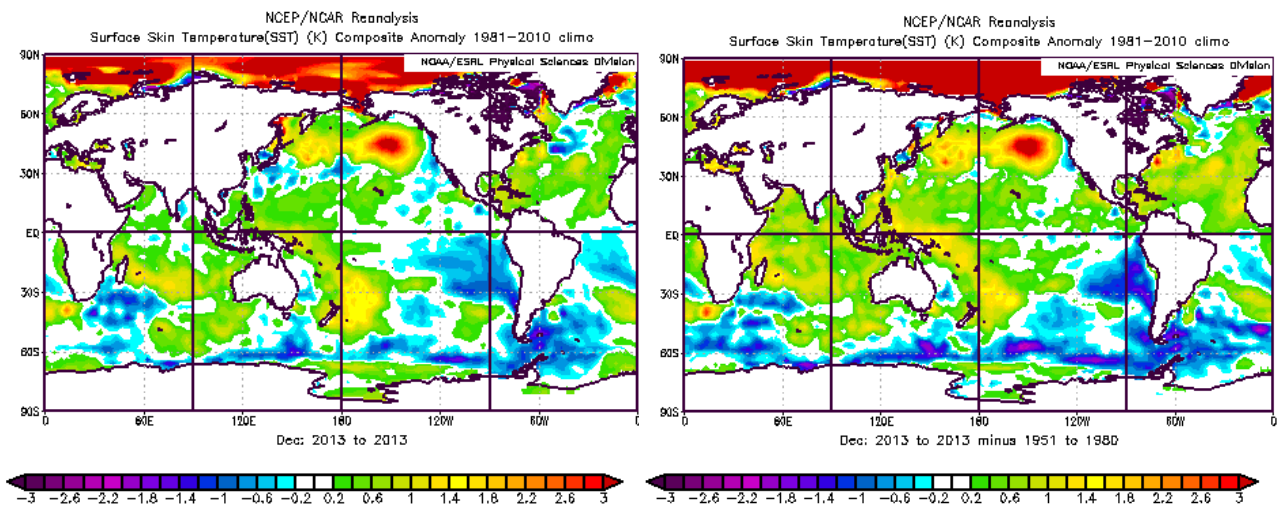 NCEP/NCAR Reanalysis
Surface Skin Temperature(SST) (K) Composite Anomaly 1981-2010 climo
NOAA/ESRL Physical Sciences Division
90N
60N
30N
EQ
30S
60S
90S
0 60E 120E 180 120W 60W 0
Dec: 2013 to 2013
-3 -2.6 -2.2 -1.8 -1.4 -1 -0.6 -0.2 0.2 0.6 1 1.4 1.8 2.2 2.6 3
NCEP/NCAR Reanalysis
Surface Skin Temperature(SST) (K) Composite Anomaly 1981-2010 climo
NOAA/ESRL Physical Sciences Division
90N
60N
30N
EQ
30S
60S
90S
0 60E 120E 180 120W 60W 0
Dec: 2013 to 2013 minus 1951 to 1980
-3 -2.6 -2.2 -1.8 -1.4 -1 -0.6 -0.2 0.2 0.6 1 1.4 1.8 2.2 2.6 3